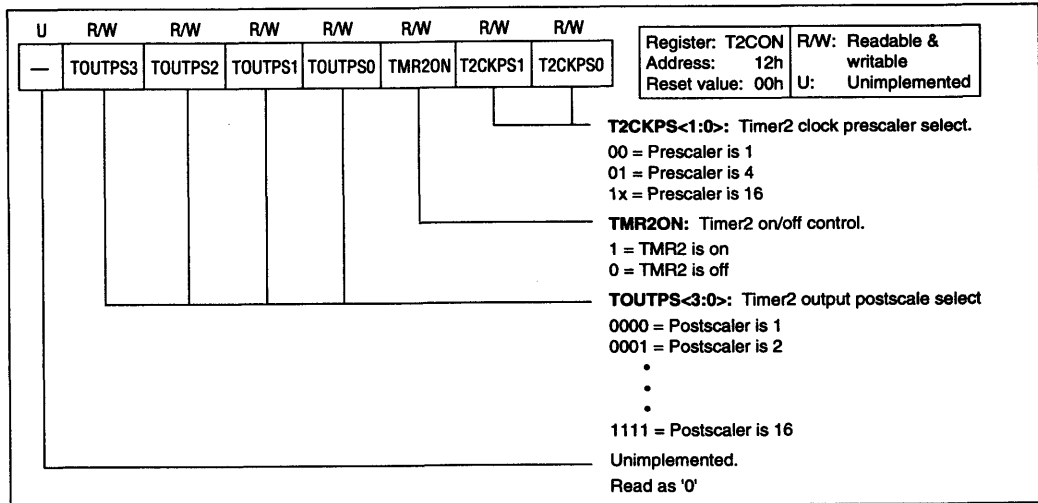 U R/W R/W R/W R/W R/W R/W R/W
— TOUTPS3 TOUTPS2 TOUTPS1 TOUTPS0 TMR2ON T2CKPS1 T2CKPS0
Register: T2CON
Address: 12h
Reset value: 00h
R/W: Readable &
writable
U: Unimplemented
T2CKPS<1:0>: Timer2 clock prescaler select.
00 = Prescaler is 1
01 = Prescaler is 4
1x = Prescaler is 16
TMR2ON: Timer2 on/off control.
1 = TMR2 is on
0 = TMR2 is off
TOUTPS<3:0>: Timer2 output postscale select
0000 = Postscaler is 1
0001 = Postscaler is 2
•
•
•
1111 = Postscaler is 16
Unimplemented.
Read as '0'